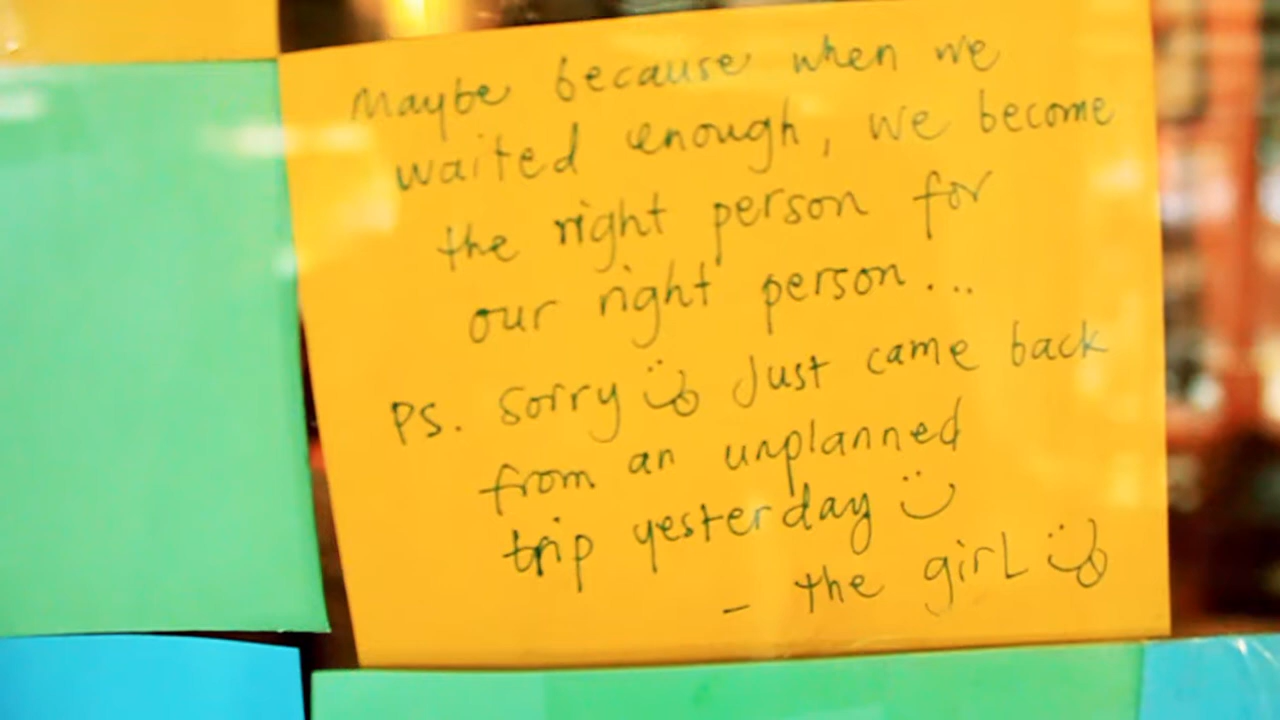 Maybe because when we
waited enough, we become
the right person for
our right person...
PS. Sorry 😛 Just came back
from an unplanned
trip yesterday :)
- the girl 😛